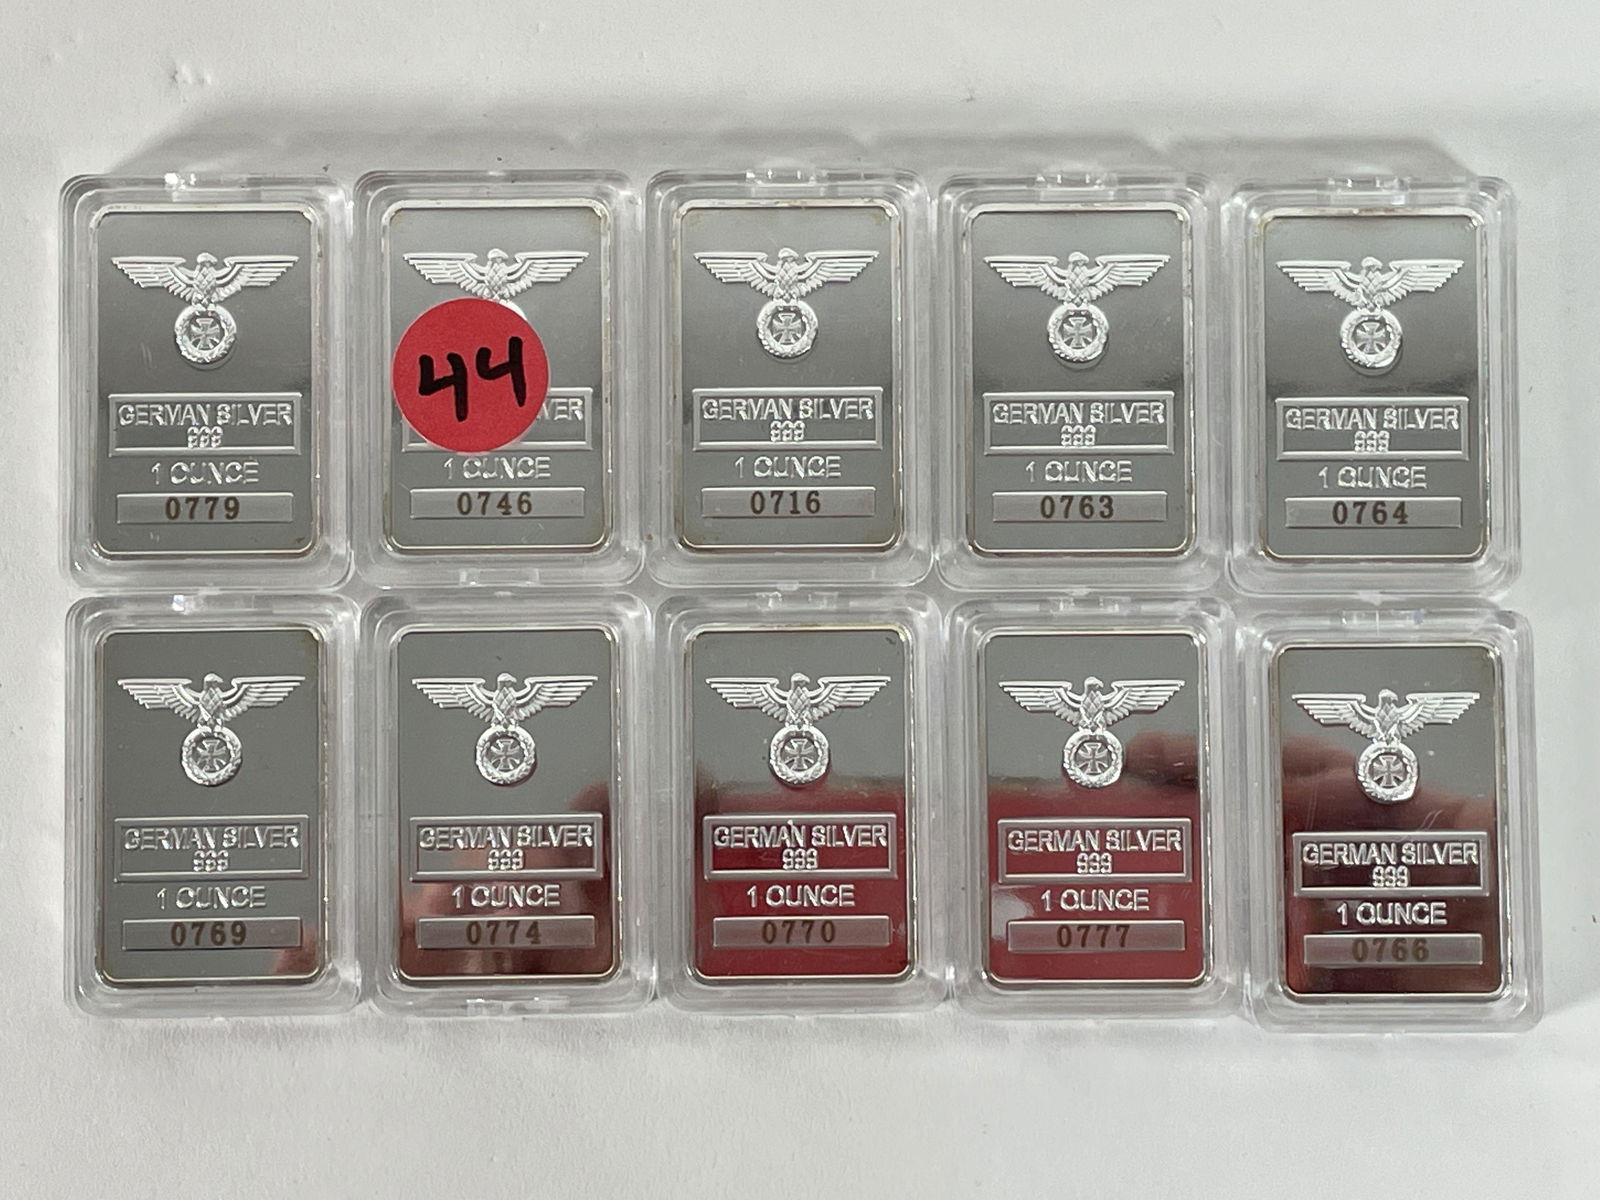 GERMAN SILVER
999
1 OUNCE
0779
44
VER
1 OUNCE
0746
GERMAN SILVER
999
1 OUNCE
0716
GERMAN SILVER
999
1 OUNCE
0763
GERMAN SILVER
999
1 OUNCE
0764
GERMAN SILVER
999
1 OUNCE
0769
GERMAN SILVER
999
1 OUNCE
0774
GERMAN SILVER
999
1 OUNCE
0770
GERMAN SILVER
999
1 OUNCE
0777
GERMAN SILVER
999
1 OUNCE
0766